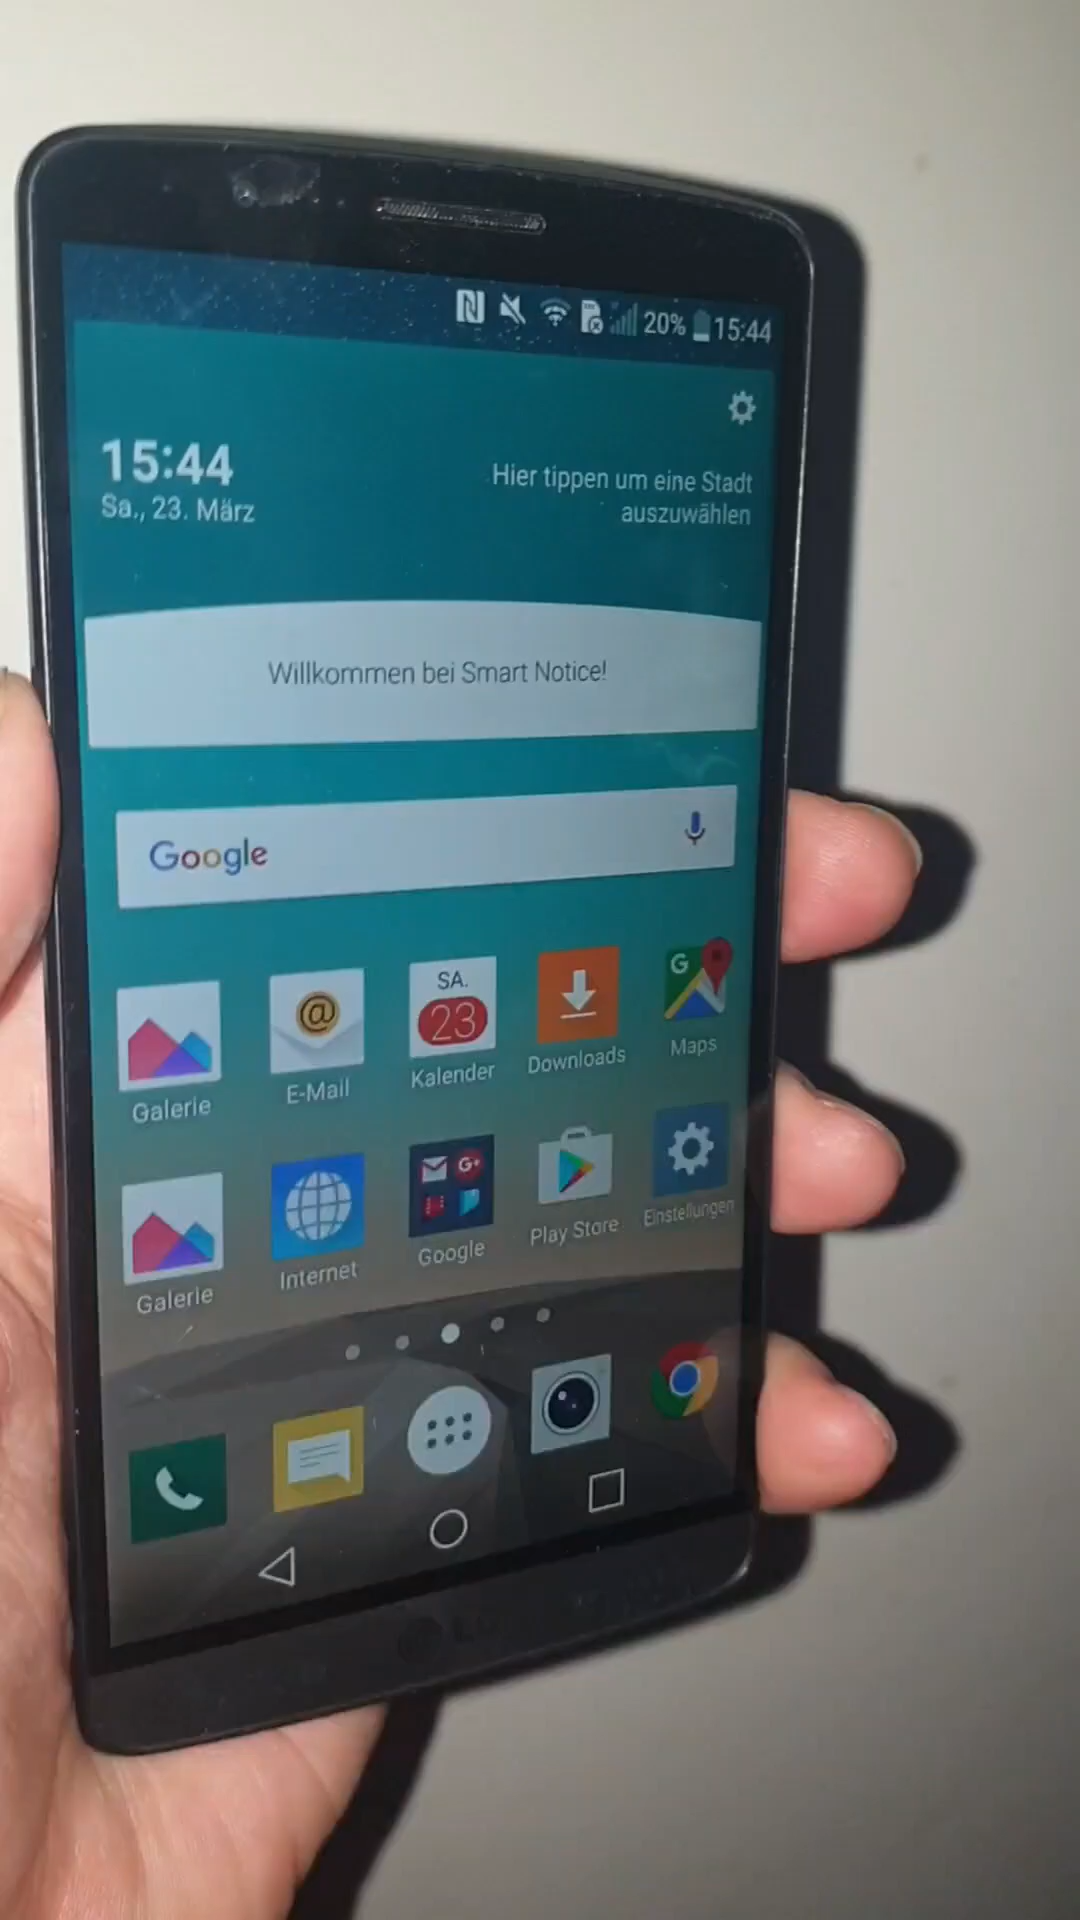 20% 15:44
15:44
Sa., 23. März
Hier tippen um eine Stadt
auszuwählen
Willkommen bei Smart Notice!
Google
SA.
23
G
Galerie
E-Mail
Kalender
Downloads
Maps
G+
Galerie
Internet
Google
Play Store
Einstellungen
LG